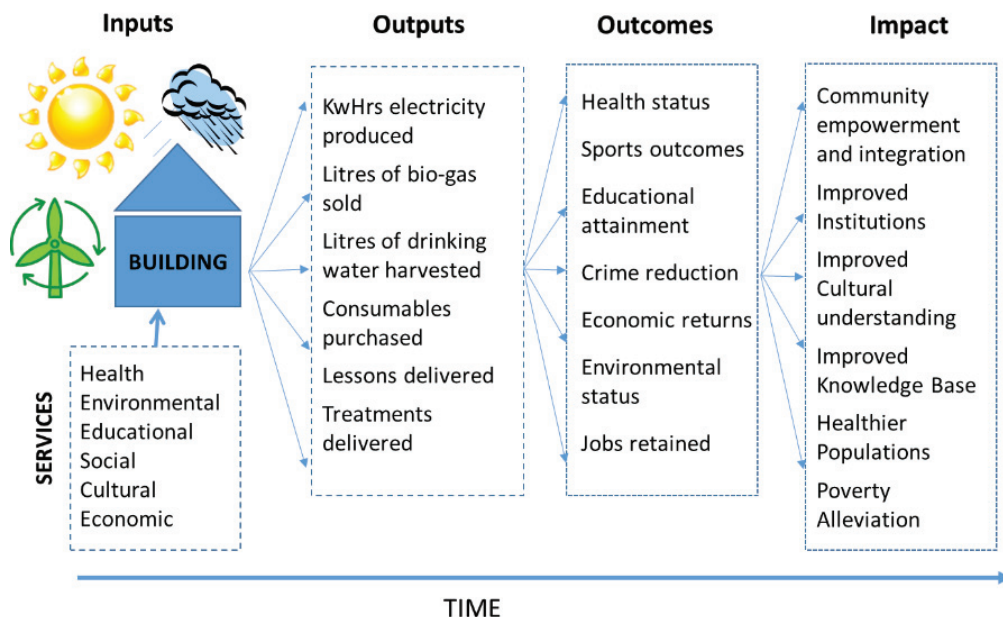 Inputs
Outputs
Outcomes
Impact
BUILDING
SERVICES
Health
Environmental
Educational
Social
Cultural
Economic
KwHrs electricity
produced
Litres of bio-gas
sold
Litres of drinking
water harvested
Consumables
purchased
Lessons delivered
Treatments
delivered
Health status
Sports outcomes
Educational
attainment
Crime reduction
Economic returns
Environmental
status
Jobs retained
Community
empowerment
and integration
Improved
Institutions
Improved
Cultural
understanding
Improved
Knowledge Base
Healthier
Populations
Poverty
Alleviation
TIME